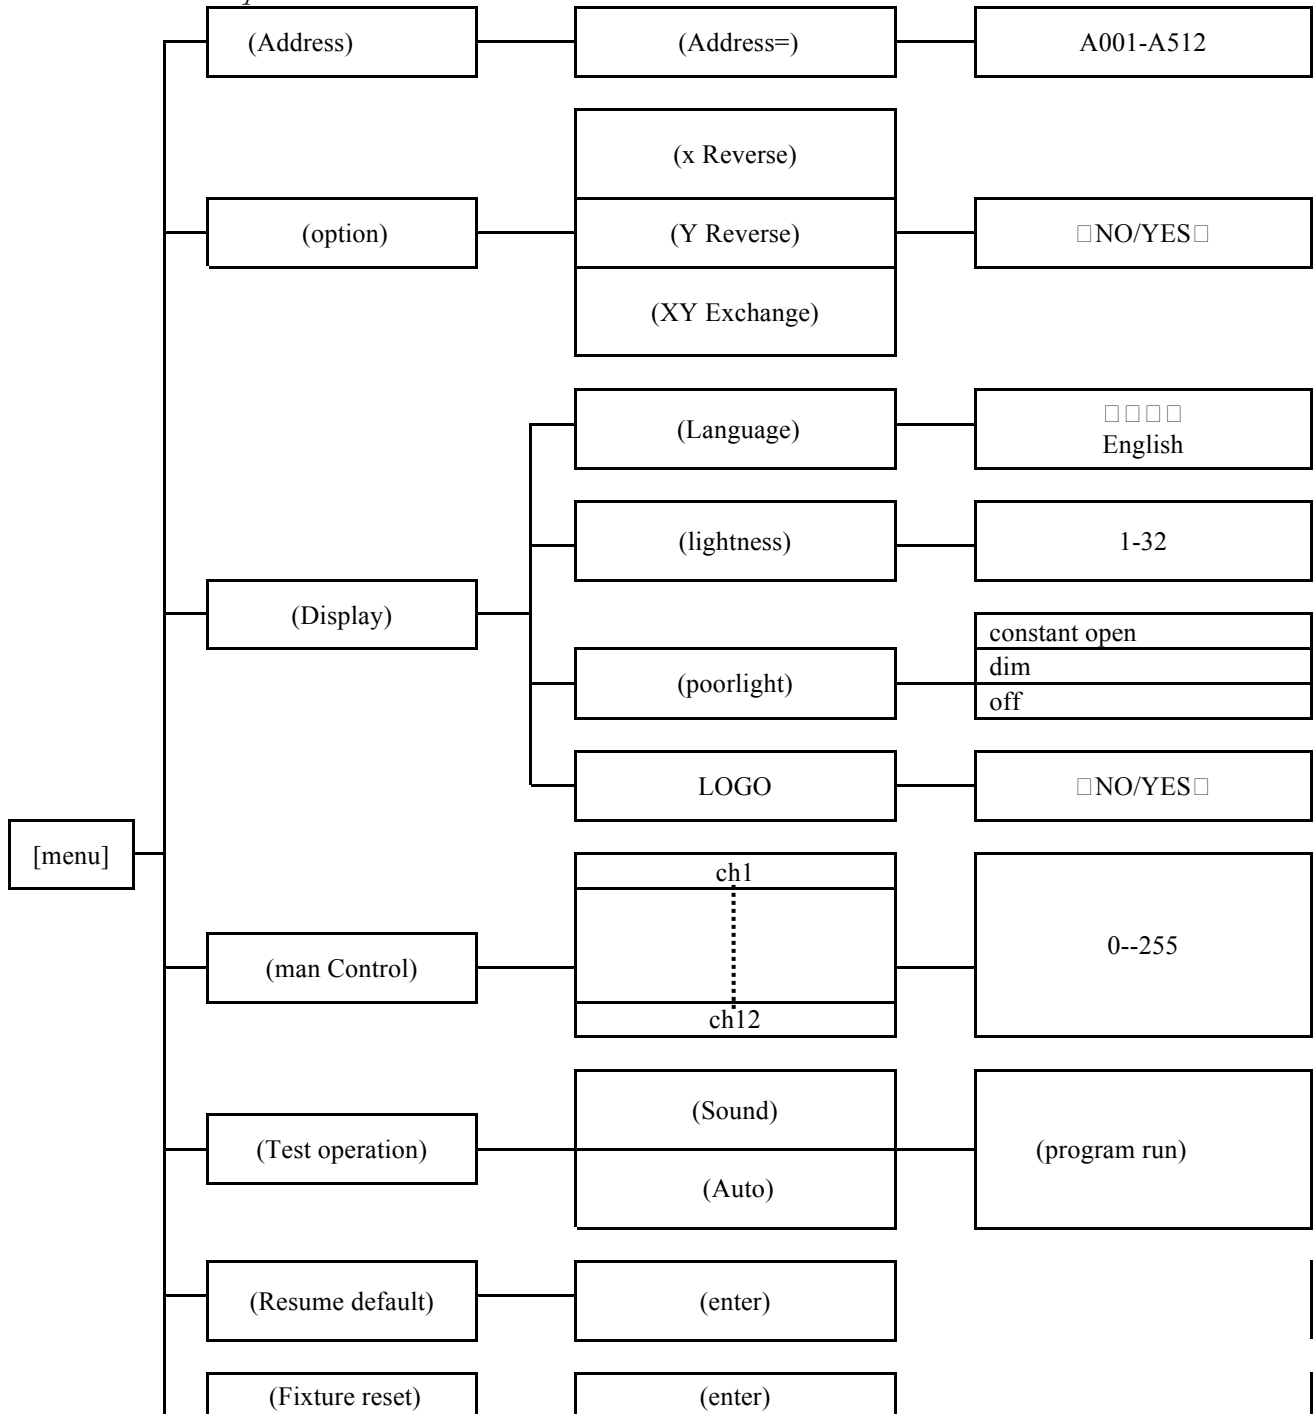 (Address)
(Address=)
A001-A512
(x Reverse)
(option)
(Y Reverse)
□NO/YES□
(XY Exchange)
(Language)
□□□□
English
(lightness)
1-32
(Display)
constant open
(poorlight)
dim
off
LOGO
□NO/YES□
[menu]
ch1
(man Control)
0--255
ch12
(Sound)
(Test operation)
(program run)
(Auto)
(Resume default)
(enter)
(Fixture reset)
(enter)